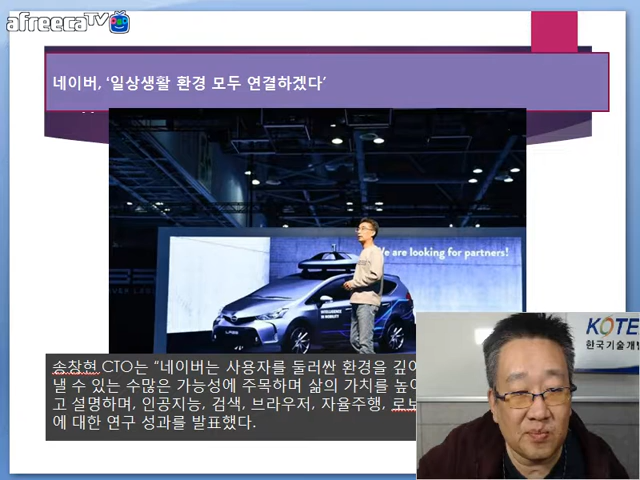 afreecaTV
네이버, ‘일상생활 환경 모두 연결하겠다’
We are looking for partners!
INTELLIGENCE
IN MOBILITY
LABS
KOTE
한국기술개발
송창현 CTO는 “네이버는 사용자를 둘러싼 환경을 깊이
낼 수 있는 수많은 가능성에 주목하며 삶의 가치를 높이
고 설명하며, 인공지능, 검색, 브라우저, 자율주행, 로보
에 대한 연구 성과를 발표했다.